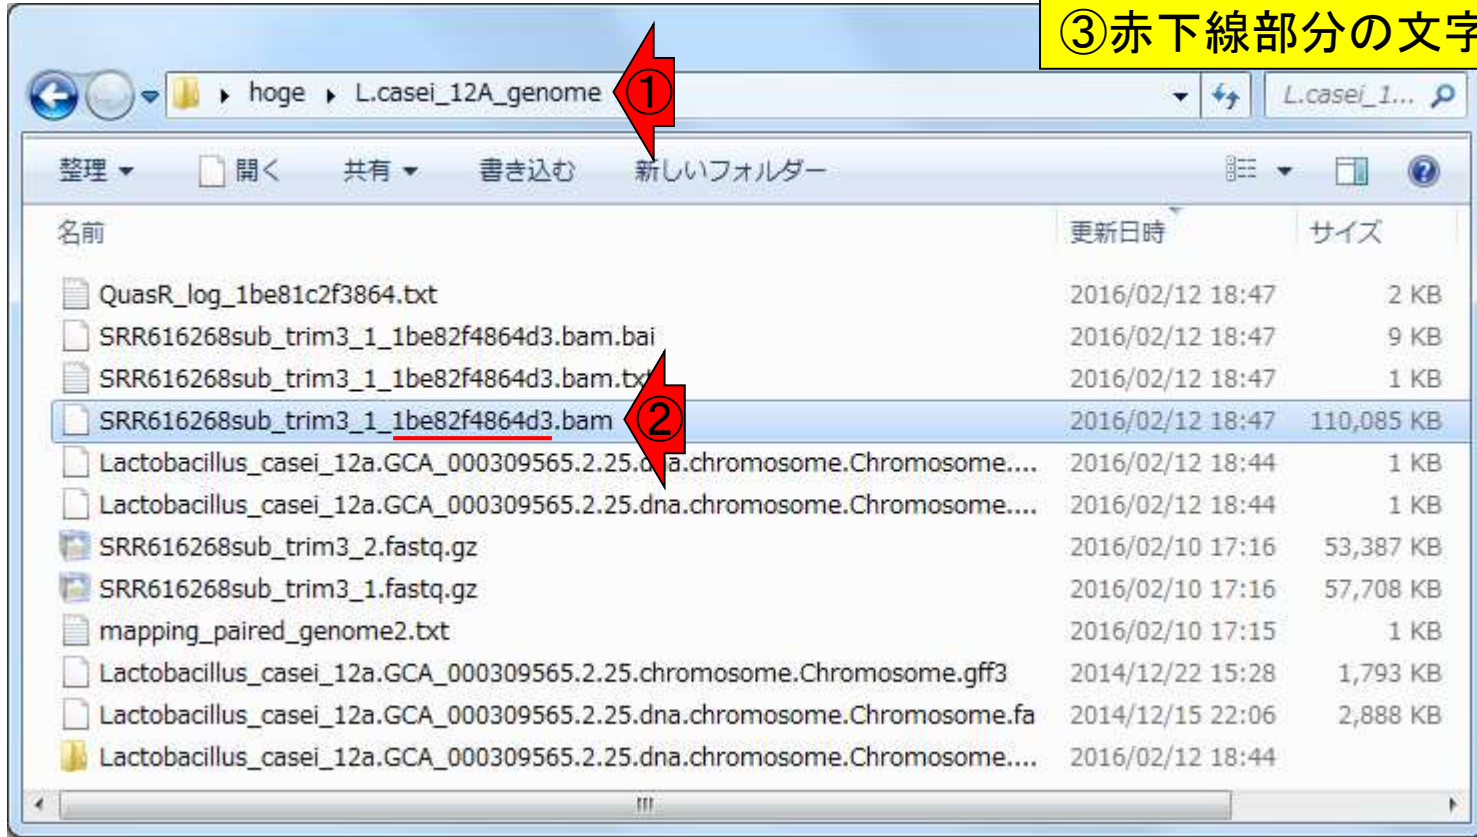 ③赤下線部分の文字
hoge ▸ L.casei_12A_genome ① L.casei_1...
整理 開く 共有 書き込む 新しいフォルダー
名前 更新日時 サイズ
QuasR_log_1be81c2f3864.txt 2016/02/12 18:47 2 KB
SRR616268sub_trim3_1_1be82f4864d3.bam.bai 2016/02/12 18:47 9 KB
SRR616268sub_trim3_1_1be82f4864d3.bam.txt 2016/02/12 18:47 1 KB
SRR616268sub_trim3_1_1be82f4864d3.bam ② 2016/02/12 18:47 110,085 KB
Lactobacillus_casei_12a.GCA_000309565.2.25.dna.chromosome.Chromosome.... 2016/02/12 18:44 1 KB
Lactobacillus_casei_12a.GCA_000309565.2.25.dna.chromosome.Chromosome.... 2016/02/12 18:44 1 KB
SRR616268sub_trim3_2.fastq.gz 2016/02/10 17:16 53,387 KB
SRR616268sub_trim3_1.fastq.gz 2016/02/10 17:16 57,708 KB
mapping_paired_genome2.txt 2016/02/10 17:15 1 KB
Lactobacillus_casei_12a.GCA_000309565.2.25.chromosome.Chromosome.gff3 2014/12/22 15:28 1,793 KB
Lactobacillus_casei_12a.GCA_000309565.2.25.dna.chromosome.Chromosome.fa 2014/12/15 22:06 2,888 KB
Lactobacillus_casei_12a.GCA_000309565.2.25.dna.chromosome.Chromosome.... 2016/02/12 18:44